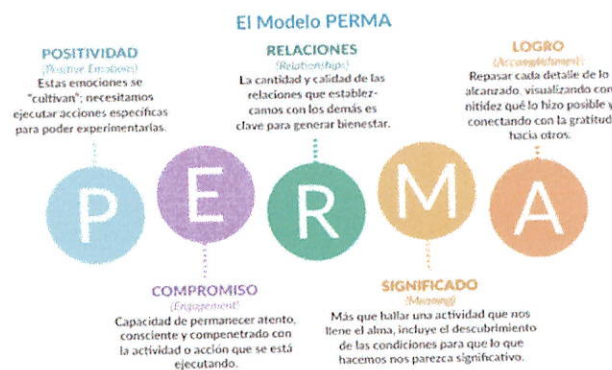 El Modelo PERMA
POSITIVIDAD
(Positive Emotions)
Estas emociones se
"cultivan"; necesitamos
ejecutar acciones específicas
para poder experimentarlas.
RELACIONES
(Relationships)
La cantidad y calidad de las
relaciones que establez-
camos con los demás es
clave para generar bienestar.
LOGRO
(Accomplishment)
Repasar cada detalle de lo
alcanzado, visualizando con
nitidez qué lo hizo posible y
conectando con la gratitud
hacia otros.
P E R M A
COMPROMISO
(Engagement)
Capacidad de permanecer atento,
consciente y compenetrado con
la actividad o acción que se está
ejecutando.
SIGNIFICADO
(Meaning)
Más que hallar una actividad que nos
llene el alma, incluye el descubrimiento
de las condiciones para que lo que
hacemos nos parezca significativo.